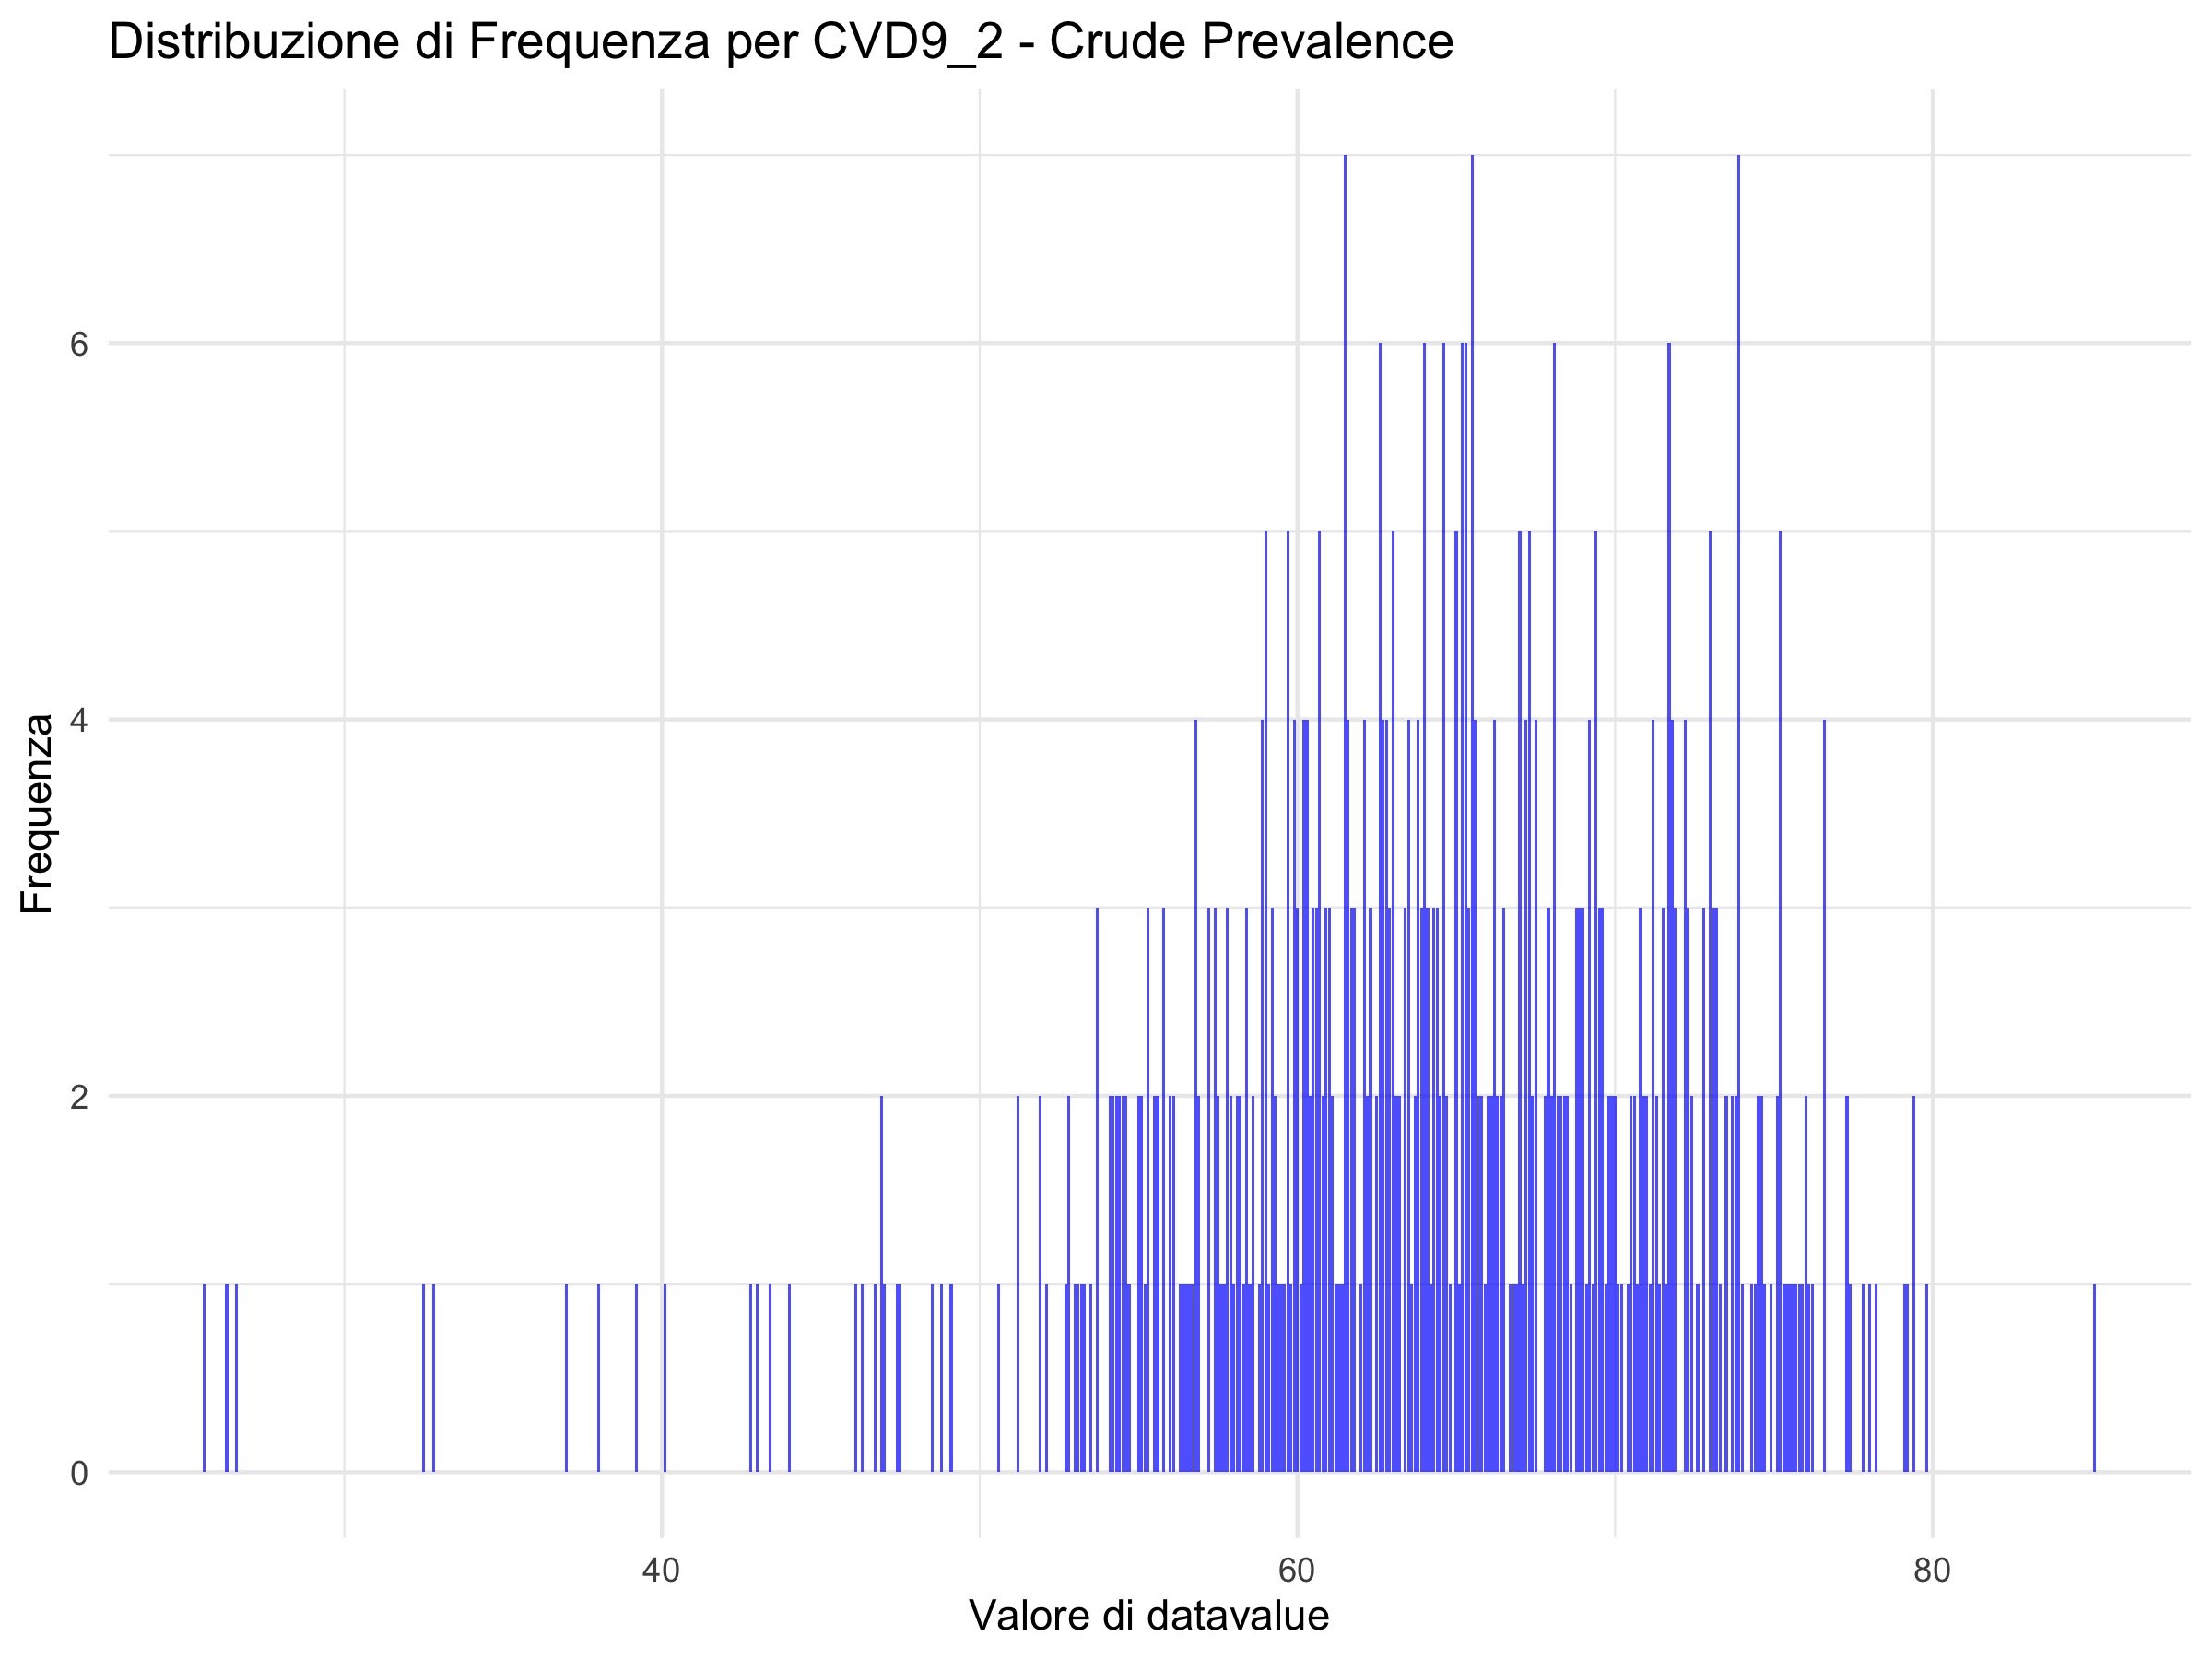 Distribuzione di Frequenza per CVD9_2 - Crude Prevalence
Frequenza
6
4
2
0
40
60
80
Valore di datavalue